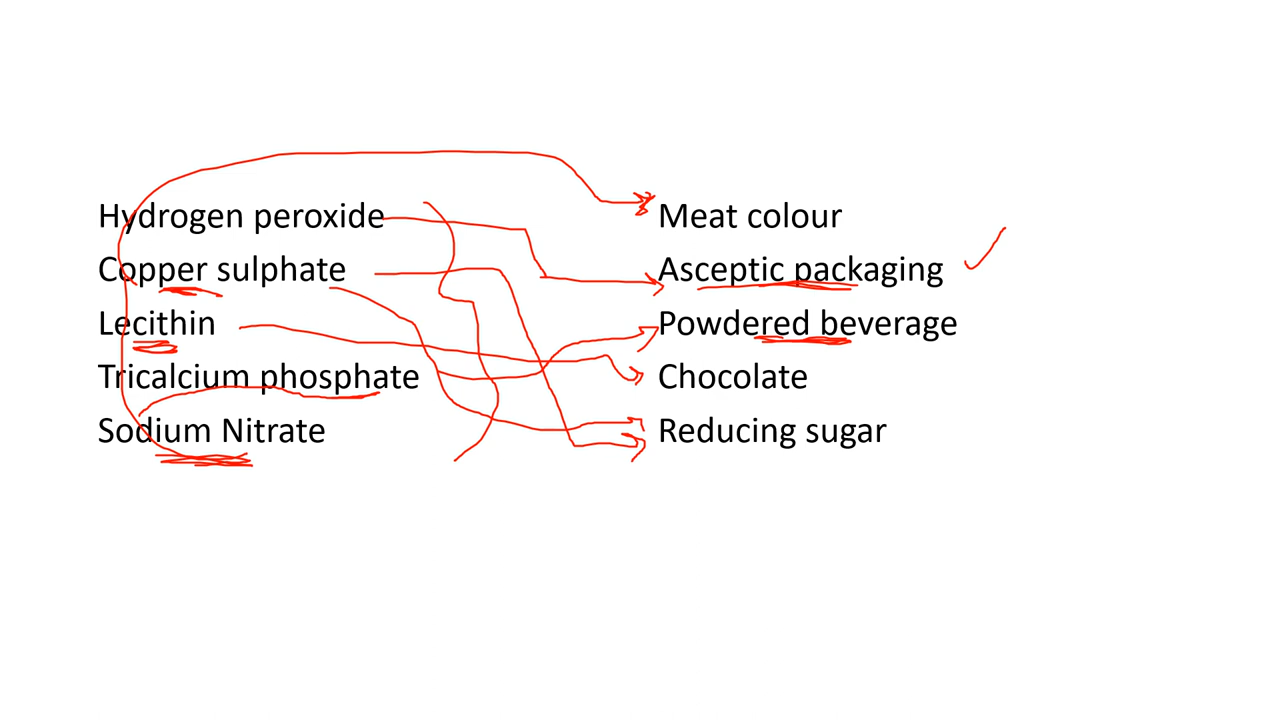 Hydrogen peroxide Meat colour
Copper sulphate Asceptic packaging
Lecithin Powdered beverage
Tricalcium phosphate Chocolate
Sodium Nitrate Reducing sugar